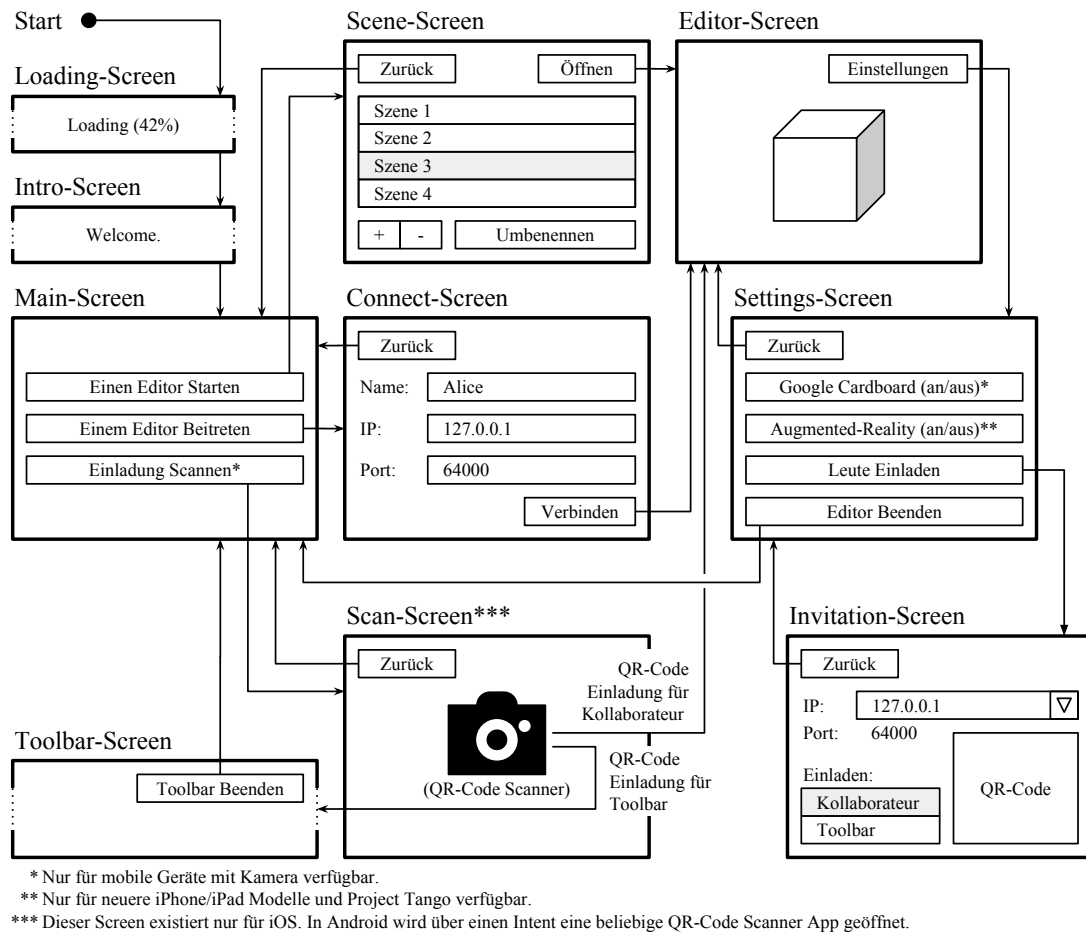 Start
Loading-Screen
Loading (42%)
Intro-Screen
Welcome.
Scene-Screen
Zurück
Öffnen
Szene 1
Szene 2
Szene 3
Szene 4
+
-
Umbenennen
Editor-Screen
Einstellungen
Main-Screen
Einen Editor Starten
Einem Editor Beitreten
Einladung Scannen*
Connect-Screen
Zurück
Name: Alice
IP: 127.0.0.1
Port: 64000
Verbinden
Settings-Screen
Zurück
Google Cardboard (an/aus)*
Augmented-Reality (an/aus)**
Leute Einladen
Editor Beenden
Toolbar-Screen
Toolbar Beenden
Scan-Screen***
Zurück
(QR-Code Scanner)
QR-Code
Einladung für
Kollaborateur
QR-Code
Einladung für
Toolbar
Invitation-Screen
Zurück
IP: 127.0.0.1
Port: 64000
Einladen:
Kollaborateur
Toolbar
QR-Code
* Nur für mobile Geräte mit Kamera verfügbar.
** Nur für neuere iPhone/iPad Modelle und Project Tango verfügbar.
*** Dieser Screen existiert nur für iOS. In Android wird über einen Intent eine beliebige QR-Code Scanner App geöffnet.